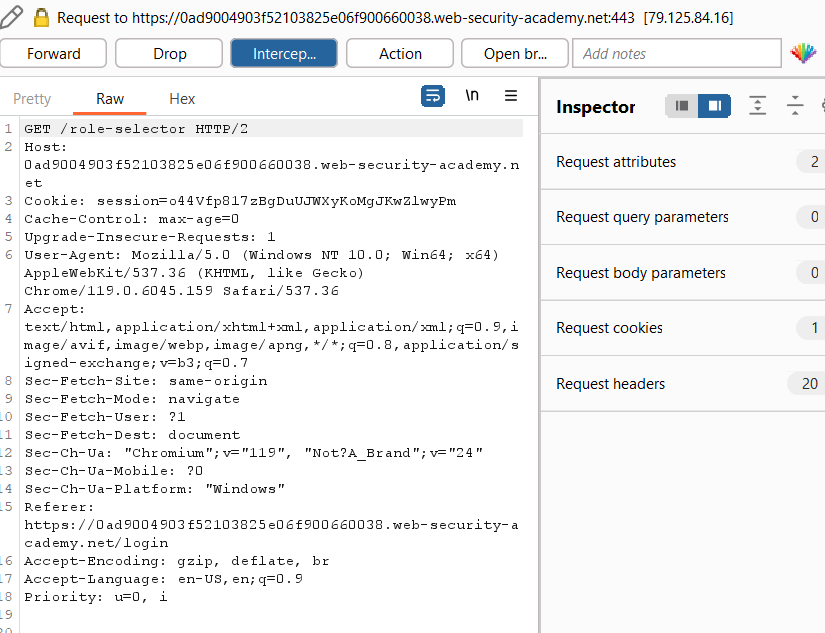 Request to https://0ad9004903f52103825e06f900660038.web-security-academy.net:443 [79.125.84.16]
Forward Drop Intercep... Action Open br... Add notes
Pretty Raw Hex \n
Inspector
1 GET /role-selector HTTP/2
2 Host:
0ad9004903f52103825e06f900660038.web-security-academy.n
et
3 Cookie: session=o44Vfp817zBgDuUJWXyKoMgJKwZlwyPm
4 Cache-Control: max-age=0
5 Upgrade-Insecure-Requests: 1
6 User-Agent: Mozilla/5.0 (Windows NT 10.0; Win64; x64)
AppleWebKit/537.36 (KHTML, like Gecko)
Chrome/119.0.6045.159 Safari/537.36
7 Accept:
text/html,application/xhtml+xml,application/xml;q=0.9,i
mage/avif,image/webp,image/apng,*/*;q=0.8,application/s
igned-exchange;v=b3;q=0.7
8 Sec-Fetch-Site: same-origin
9 Sec-Fetch-Mode: navigate
10 Sec-Fetch-User: ?1
11 Sec-Fetch-Dest: document
12 Sec-Ch-Ua: "Chromium";v="119", "Not?A_Brand";v="24"
13 Sec-Ch-Ua-Mobile: ?0
14 Sec-Ch-Ua-Platform: "Windows"
15 Referer:
https://0ad9004903f52103825e06f900660038.web-security-a
cademy.net/login
16 Accept-Encoding: gzip, deflate, br
17 Accept-Language: en-US,en;q=0.9
18 Priority: u=0, i
19
20
Request attributes 2
Request query parameters 0
Request body parameters 0
Request cookies 1
Request headers 20